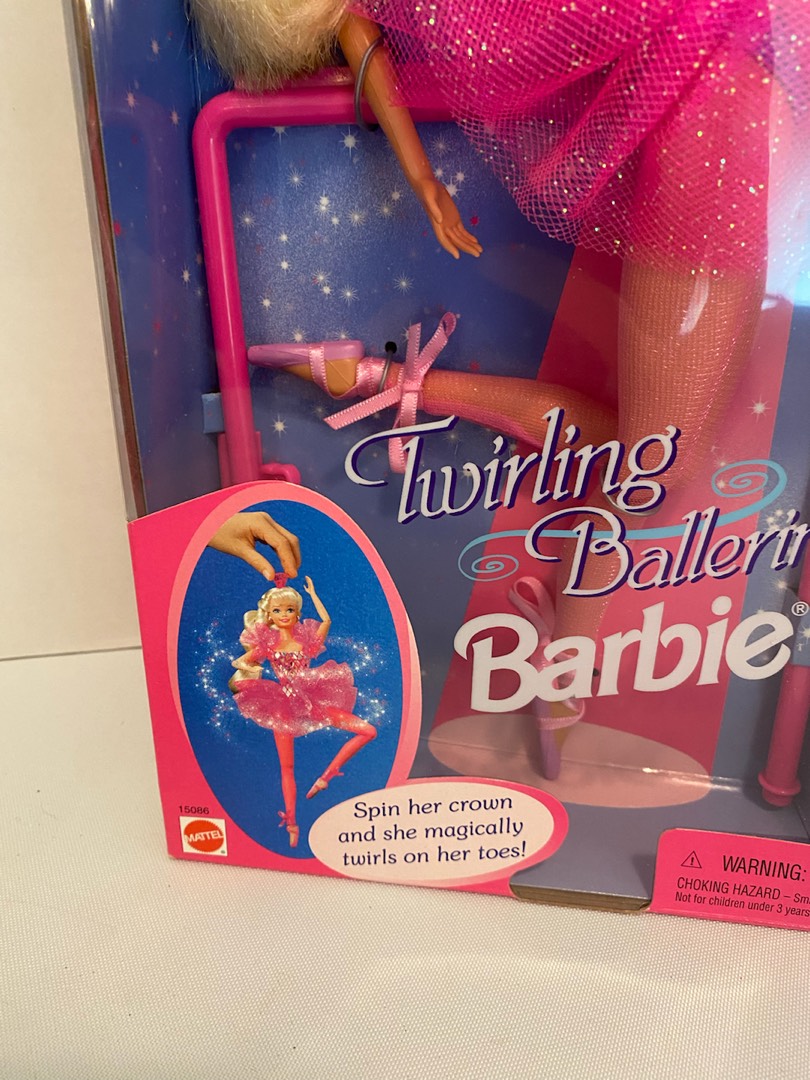 Twirling
Ballerin
Barbie®
15086
MATTEL
Spin her crown
and she magically
twirls on her toes!
⚠ WARNING:
CHOKING HAZARD – Sm
Not for children under 3 years